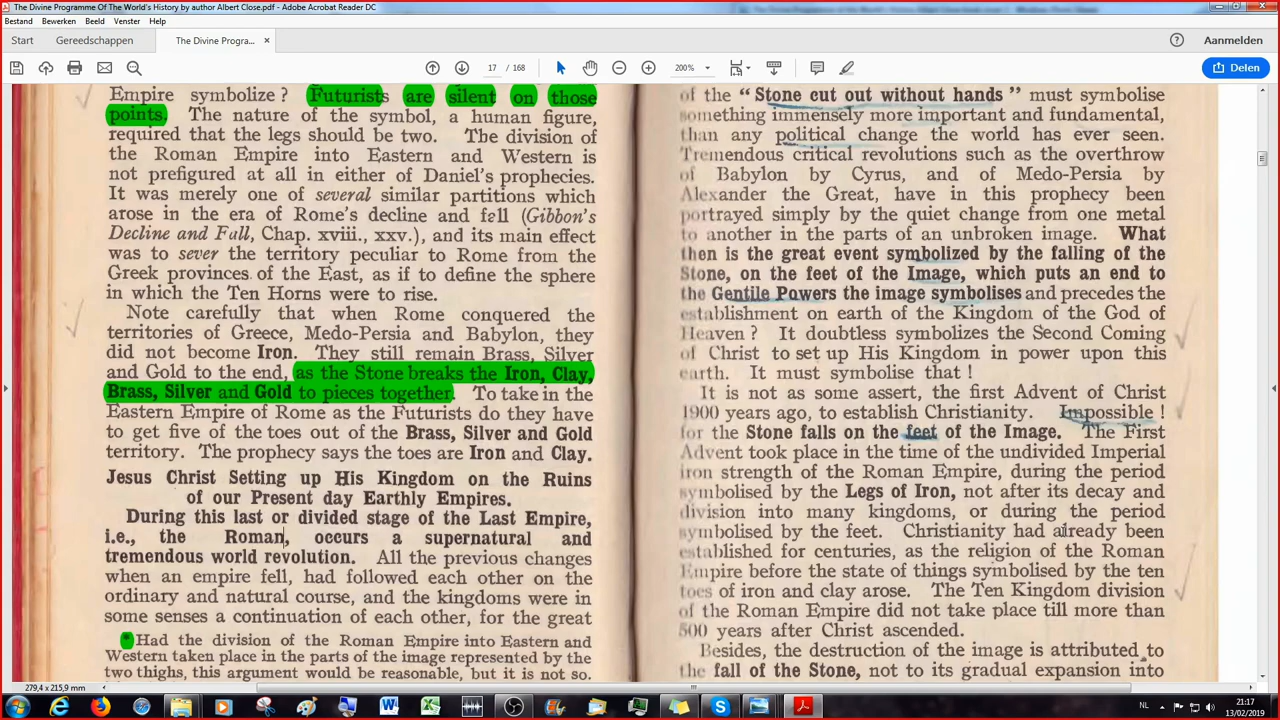 The Divine Programme Of The World's History by author Albert Close.pdf - Adobe Acrobat Reader DC
Bestand Bewerken Beeld Venster Help
Start Gereedschappen The Divine Progra... × Aanmelden
17 / 168 200% Delen
Empire symbolize? Futurists are silent on those
points. The nature of the symbol, a human figure,
required that the legs should be two. The division of
the Roman Empire into Eastern and Western is
not prefigured at all in either of Daniel's prophecies.
It was merely one of several similar partitions which
arose in the era of Rome's decline and fell (Gibbon's
Decline and Full, Chap. xviii., xxv.), and its main effect
was to sever the territory peculiar to Rome from the
Greek provinces of the East, as if to define the sphere
in which the Ten Horns were to rise.
Note carefully that when Rome conquered the
territories of Greece, Medo-Persia and Babylon, they
did not become Iron. They still remain Brass, Silver
and Gold to the end, as the Stone breaks the Iron, Clay,
Brass, Silver and Gold to pieces together. To take in the
Eastern Empire of Rome as the Futurists do they have
to get five of the toes out of the Brass, Silver and Gold
territory. The prophecy says the toes are Iron and Clay.
Jesus Christ Setting up His Kingdom on the Ruins
of our Present day Earthly Empires.
During this last or divided stage of the Last Empire,
i.e., the Roman, occurs a supernatural and
tremendous world revolution. All the previous changes
when an empire fell, had followed each other on the
ordinary and natural course, and the kingdoms were in
some senses a continuation of each other, for the great
* Had the division of the Roman Empire into Eastern and
Western taken place in the parts of the image represented by the
two thighs, this argument would be reasonable, but it is not so.
of the "Stone cut out without hands" must symbolise
something immensely more important and fundamental,
than any political change the world has ever seen.
Tremendous critical revolutions such as the overthrow
of Babylon by Cyrus, and of Medo-Persia by
Alexander the Great, have in this prophecy been
portrayed simply by the quiet change from one metal
to another in the parts of an unbroken image. What
then is the great event symbolized by the falling of the
Stone, on the feet of the Image, which puts an end to
the Gentile Powers the image symbolises and precedes the
establishment on earth of the Kingdom of the God of
Heaven? It doubtless symbolizes the Second Coming
of Christ to set up His Kingdom in power upon this
earth. It must symbolise that!
It is not as some assert, the first Advent of Christ
1900 years ago, to establish Christianity. Impossible!
for the Stone falls on the feet of the Image. The First
Advent took place in the time of the undivided Imperial
iron strength of the Roman Empire, during the period
symbolised by the Legs of Iron, not after its decay and
division into many kingdoms, or during the period
symbolised by the feet. Christianity had already been
established for centuries, as the religion of the Roman
Empire before the state of things symbolised by the ten
toes of iron and clay arose. The Ten Kingdom division
of the Roman Empire did not take place till more than
500 years after Christ ascended.
Besides, the destruction of the image is attributed to
the fall of the Stone, not to its gradual expansion into
279,4 x 215,9 mm
NL 21:17
13/02/2019